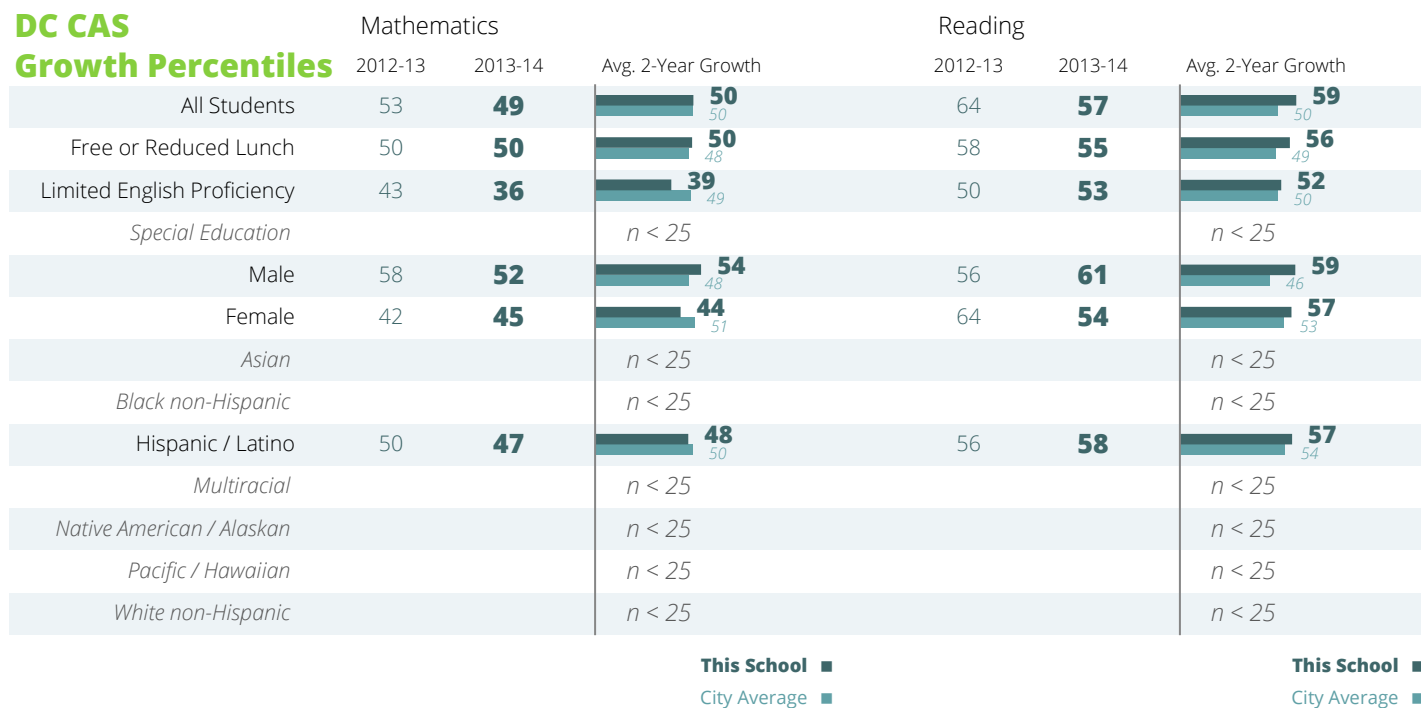 DC CAS
Growth Percentiles
Mathematics Reading
2012-13 2013-14 Avg. 2-Year Growth 2012-13 2013-14 Avg. 2-Year Growth
All Students 53 49 50 50 64 57 59 50
Free or Reduced Lunch 50 50 50 48 58 55 56 49
Limited English Proficiency 43 36 39 49 50 53 52 50
Special Education n < 25 n < 25
Male 58 52 54 48 56 61 59 46
Female 42 45 44 51 64 54 57 53
Asian n < 25 n < 25
Black non-Hispanic n < 25 n < 25
Hispanic / Latino 50 47 48 50 56 58 57 54
Multiracial n < 25 n < 25
Native American / Alaskan n < 25 n < 25
Pacific / Hawaiian n < 25 n < 25
White non-Hispanic n < 25 n < 25
This School This School
City Average City Average